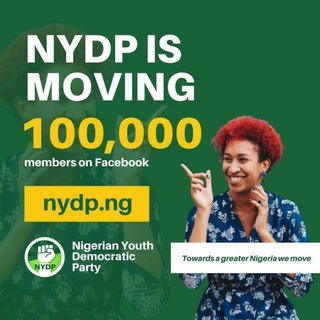 NYDP IS
MOVING
100,000
members on Facebook
nydp.ng
NYDP
Nigerian Youth
Democratic
Party
Towards a greater Nigeria we move